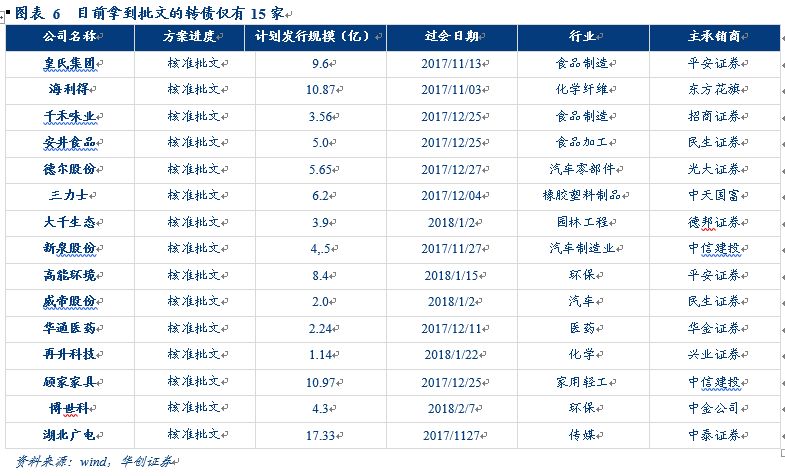 图表 6 目前拿到批文的转债仅有 15 家
公司名称 方案进度 计划发行规模（亿） 过会日期 行业 主承销商
皇氏集团 核准批文 9.6 2017/11/13 食品制造 平安证券
海利得 核准批文 10.87 2017/11/03 化学纤维 东方花旗
千禾味业 核准批文 3.56 2017/12/25 食品制造 招商证券
安井食品 核准批文 5.0 2017/12/25 食品加工 民生证券
德尔股份 核准批文 5.65 2017/12/27 汽车零部件 光大证券
三力士 核准批文 6.2 2017/12/04 橡胶塑料制品 中天国富
大千生态 核准批文 3.9 2018/1/2 园林工程 德邦证券
新泉股份 核准批文 4,.5 2017/11/27 汽车制造业 中信建投
高能环境 核准批文 8.4 2018/1/15 环保 平安证券
威帝股份 核准批文 2.0 2018/1/2 汽车 民生证券
华通医药 核准批文 2.24 2017/12/11 医药 华金证券
再升科技 核准批文 1.14 2018/1/22 化学 兴业证券
顾家家具 核准批文 10.97 2017/12/25 家用轻工 中信建投
博世科 核准批文 4.3 2018/2/7 环保 中金公司
湖北广电 核准批文 17.33 2017/1127 传媒 中泰证券
资料来源：wind，华创证券